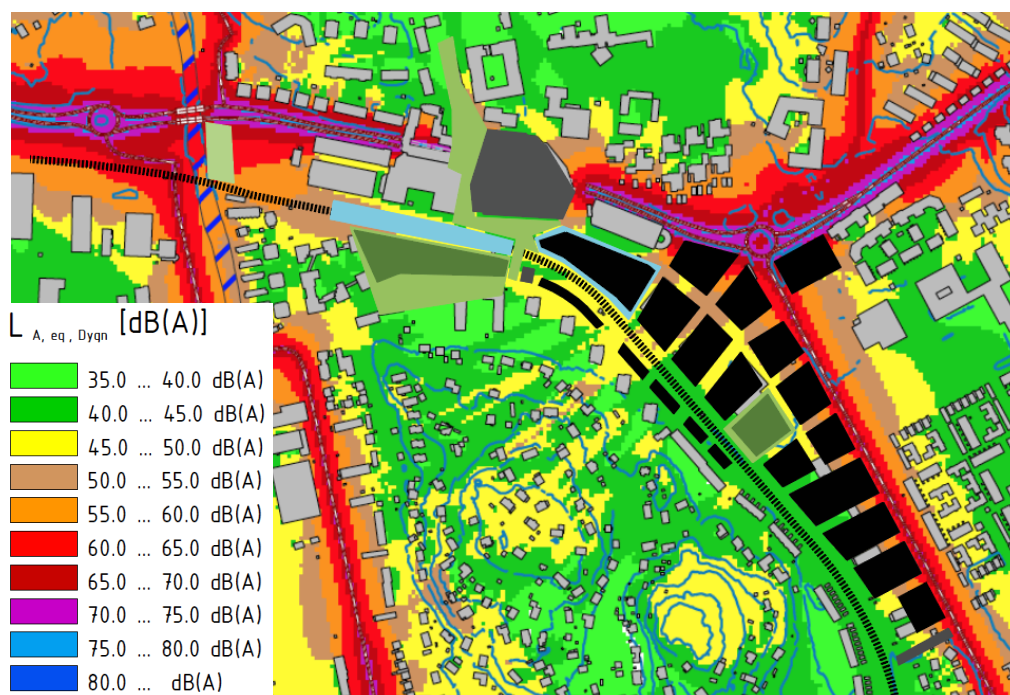 L A, eq, Dygn [dB(A)]
35.0 ... 40.0 dB(A)
40.0 ... 45.0 dB(A)
45.0 ... 50.0 dB(A)
50.0 ... 55.0 dB(A)
55.0 ... 60.0 dB(A)
60.0 ... 65.0 dB(A)
65.0 ... 70.0 dB(A)
70.0 ... 75.0 dB(A)
75.0 ... 80.0 dB(A)
80.0 ... dB(A)